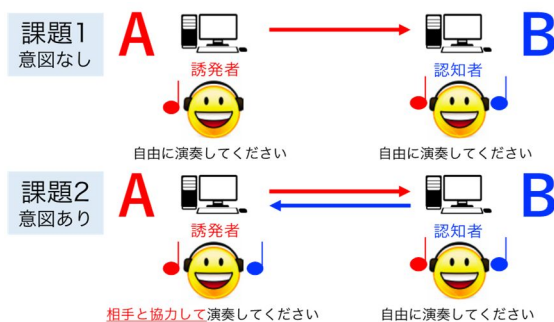 課題1
意図なし
A
B
誘発者
認知者
自由に演奏してください
自由に演奏してください
課題2
意図あり
A
B
誘発者
認知者
相手と協力して演奏してください
自由に演奏してください